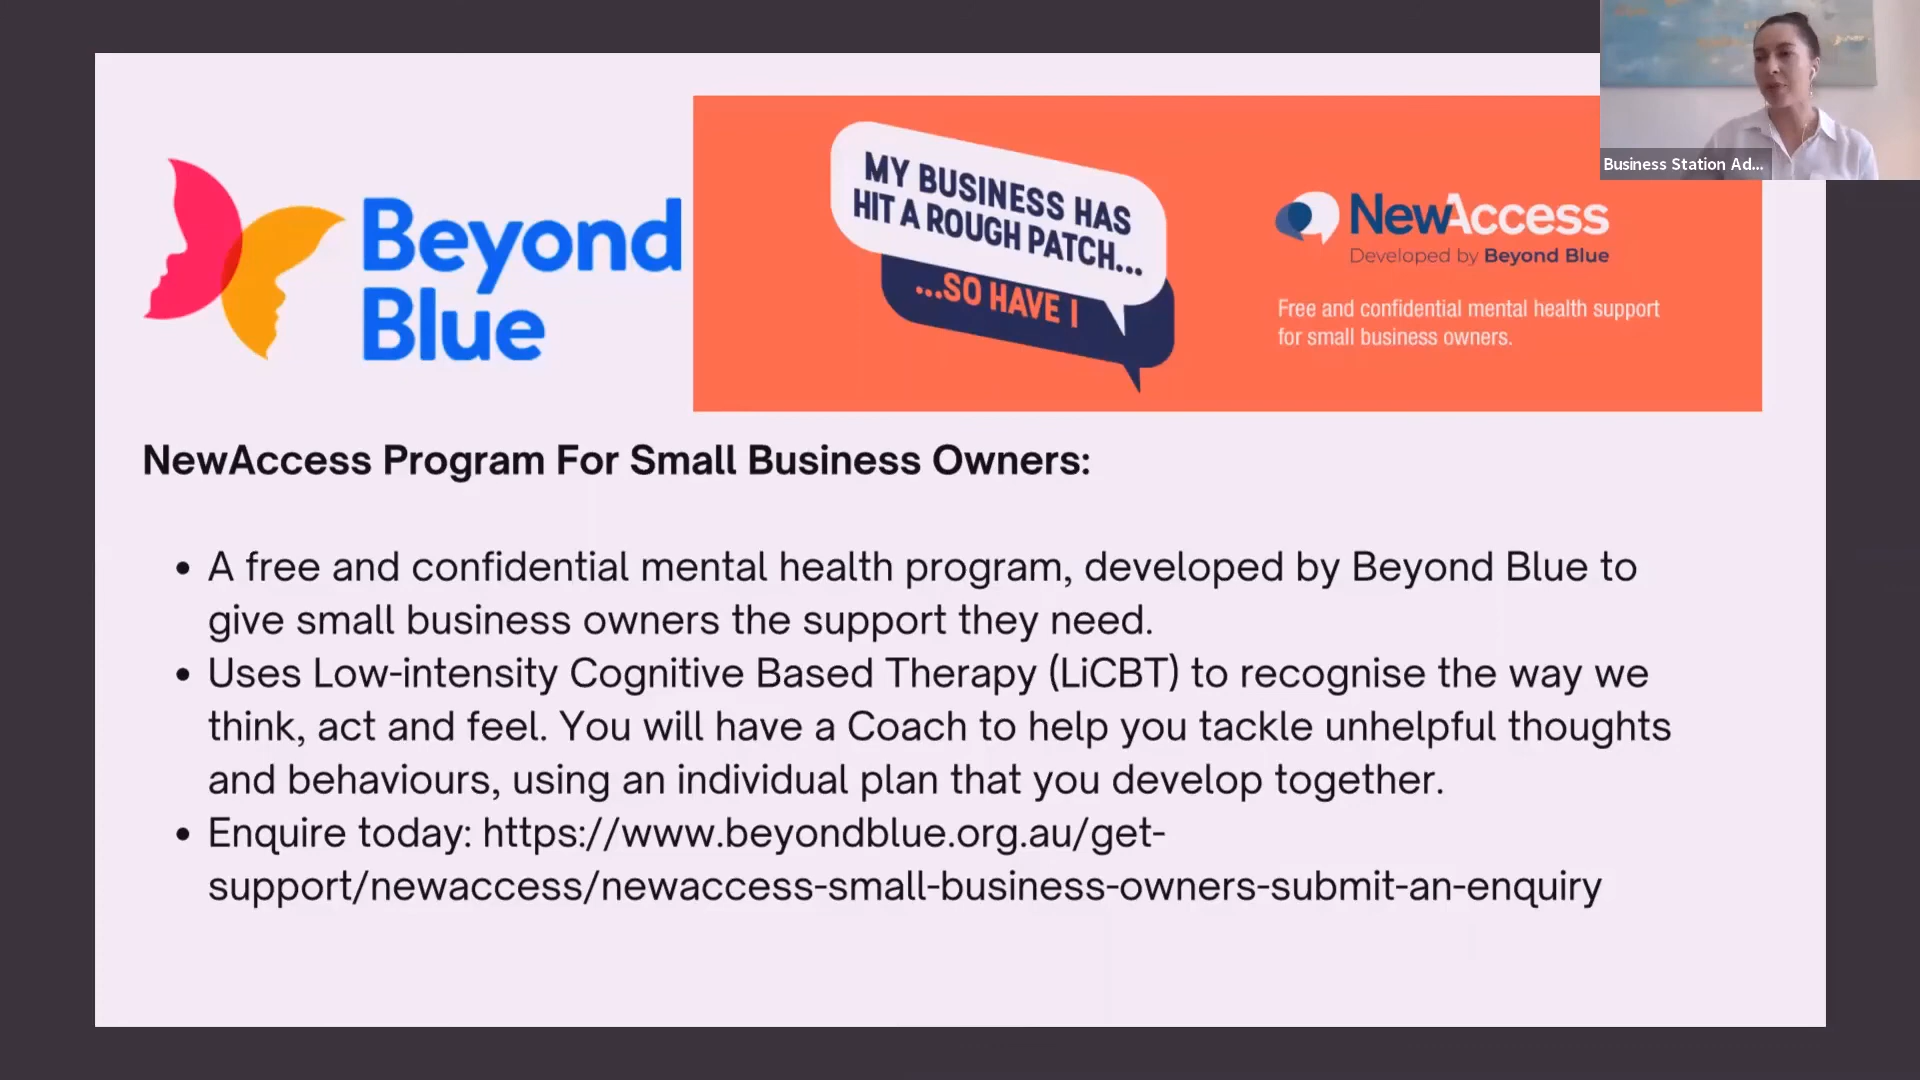 Business Station Ad...
Beyond
Blue
MY BUSINESS HAS
HIT A ROUGH PATCH...
...SO HAVE I
NewAccess
Developed by Beyond Blue
Free and confidential mental health support
for small business owners.
NewAccess Program For Small Business Owners:
• A free and confidential mental health program, developed by Beyond Blue to
give small business owners the support they need.
• Uses Low-intensity Cognitive Based Therapy (LiCBT) to recognise the way we
think, act and feel. You will have a Coach to help you tackle unhelpful thoughts
and behaviours, using an individual plan that you develop together.
• Enquire today: https://www.beyondblue.org.au/get-
support/newaccess/newaccess-small-business-owners-submit-an-enquiry